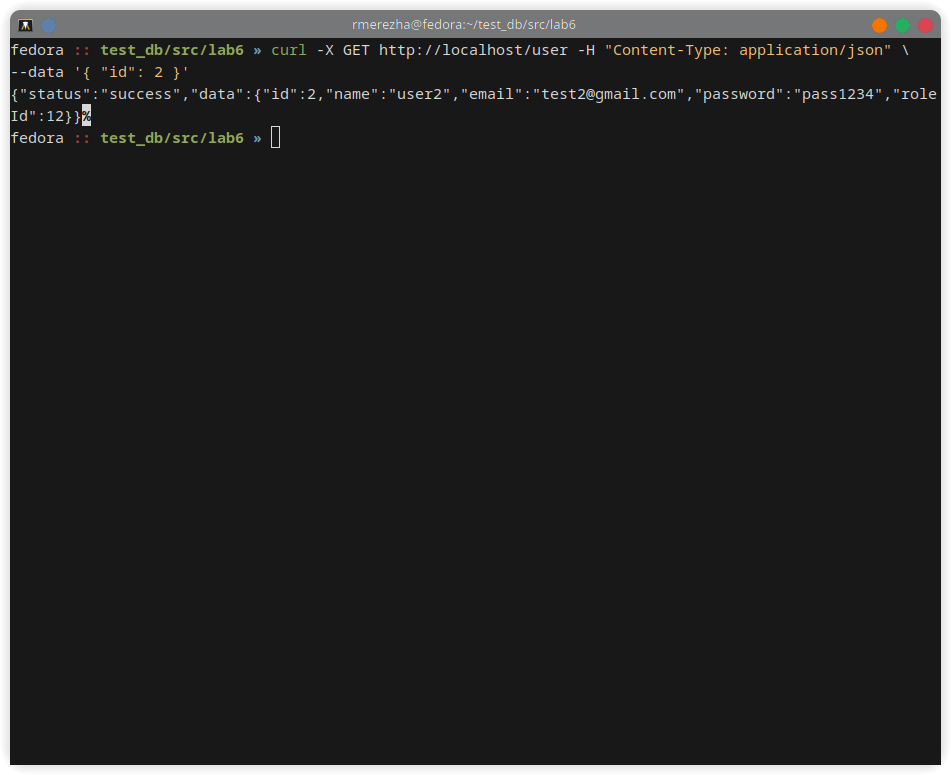 rmerezha@fedora:~/test_db/src/lab6
fedora :: test_db/src/lab6 » curl -X GET http://localhost/user -H "Content-Type: application/json" \
--data '{ "id": 2 }'
{"status":"success","data":{"id":2,"name":"user2","email":"test2@gmail.com","password":"pass1234","role
Id":12}}%
fedora :: test_db/src/lab6 »